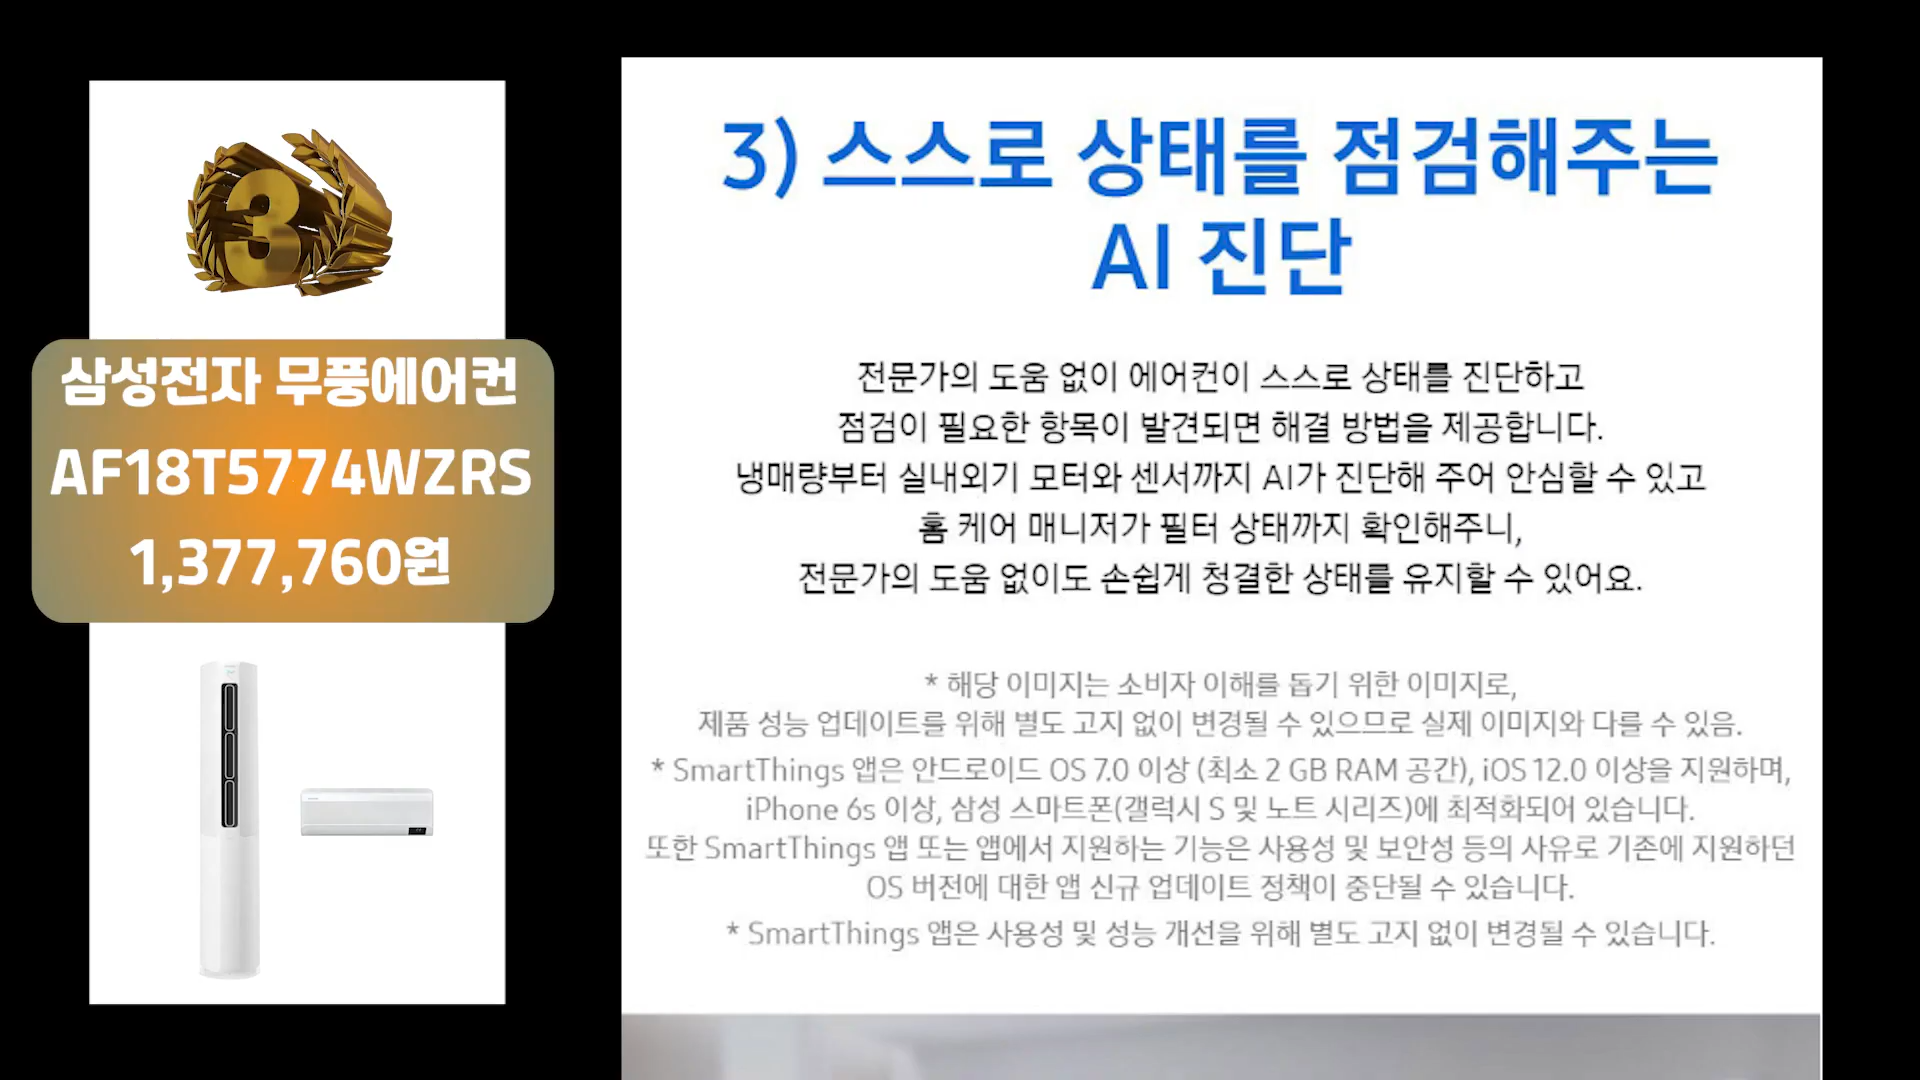 3
삼성전자 무풍에어컨
AF18T5774WZRS
1,377,760원
3) 스스로 상태를 점검해주는
AI 진단
전문가의 도움 없이 에어컨이 스스로 상태를 진단하고
점검이 필요한 항목이 발견되면 해결 방법을 제공합니다.
냉매량부터 실내외기 모터와 센서까지 AI가 진단해 주어 안심할 수 있고
홈 케어 매니저가 필터 상태까지 확인해주니,
전문가의 도움 없이도 손쉽게 청결한 상태를 유지할 수 있어요.
* 해당 이미지는 소비자 이해를 돕기 위한 이미지로,
제품 성능 업데이트를 위해 별도 고지 없이 변경될 수 있으므로 실제 이미지와 다를 수 있음.
* SmartThings 앱은 안드로이드 OS 7.0 이상 (최소 2 GB RAM 공간), iOS 12.0 이상을 지원하며,
iPhone 6s 이상, 삼성 스마트폰(갤럭시 S 및 노트 시리즈)에 최적화되어 있습니다.
또한 SmartThings 앱 또는 앱에서 지원하는 기능은 사용성 및 보안성 등의 사유로 기존에 지원하던
OS 버전에 대한 앱 신규 업데이트 정책이 중단될 수 있습니다.
* SmartThings 앱은 사용성 및 성능 개선을 위해 별도 고지 없이 변경될 수 있습니다.